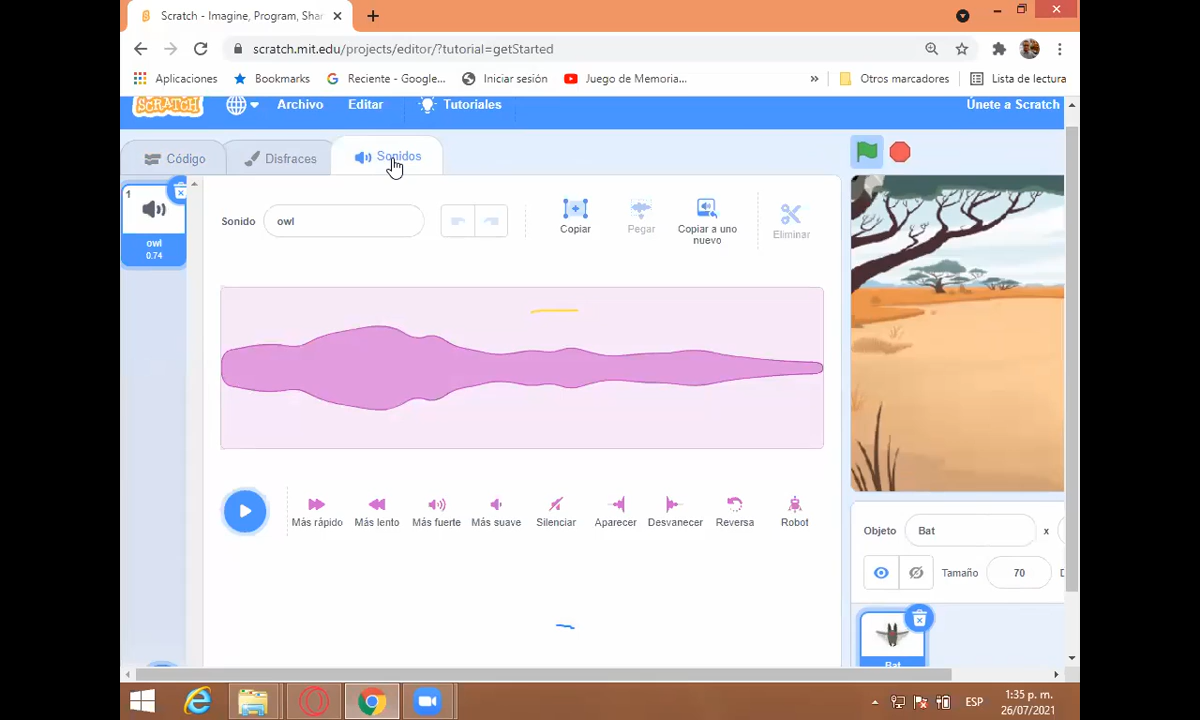 Scratch - Imagine, Program, Shar
scratch.mit.edu/projects/editor/?tutorial=getStarted
Aplicaciones Bookmarks Reciente - Google... Iniciar sesión Juego de Memoria... » Otros marcadores Lista de lectura
SCRATCH Archivo Editar Tutoriales Únete a Scratch
Código Disfraces Sonidos
1
owl
0.74
Sonido owl
Copiar Pegar Copiar a uno nuevo Eliminar
Más rápido Más lento Más fuerte Más suave Silenciar Aparecer Desvanecer Reversa Robot
Objeto Bat x
Tamaño 70
Bat
ESP
1:35 p. m.
26/07/2021